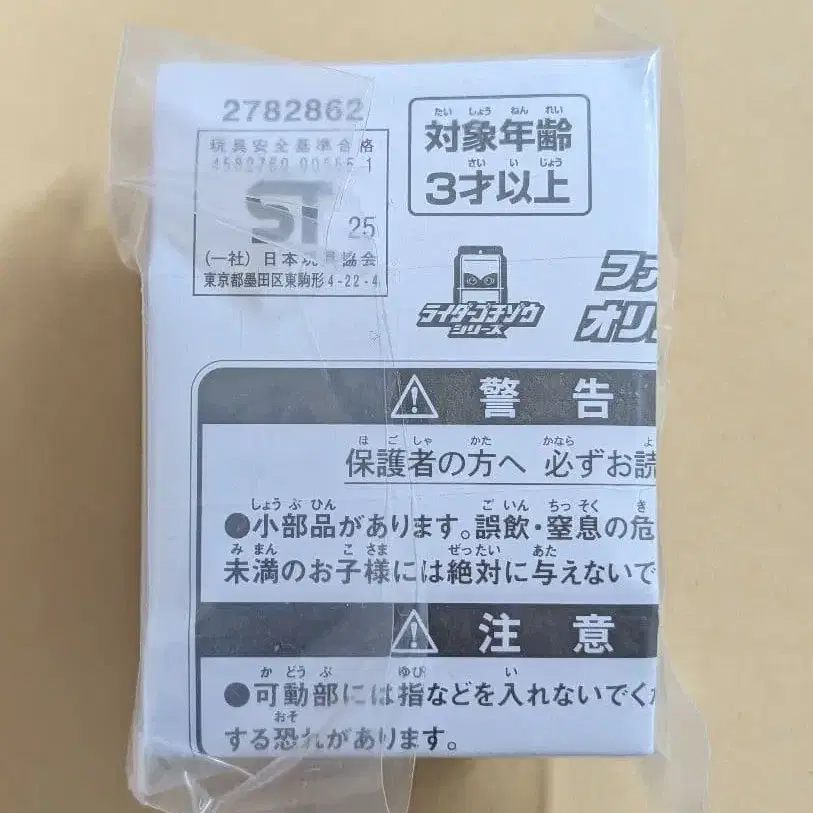 2782862
玩具安全基準合格
ST
25
(一社)日本玩具協会
東京都墨田区東駒形4-22-4
たいしょうねんれい
対象年齢
さいいじょう
3才以上
ライダープチゾウ
シリーズ
ファ
オリ
警告
ほごしゃ かた かなら よ
保護者の方へ 必ずお読
しょうぶひん ごいん ちっそく き
●小部品があります。誤飲・窒息の危
みまん こさま ぜったい あた
未満のお子様には絶対に与えないで
注意
かどうぶ ゆび い
●可動部には指などを入れないでくだ
おそ
する恐れがあります。